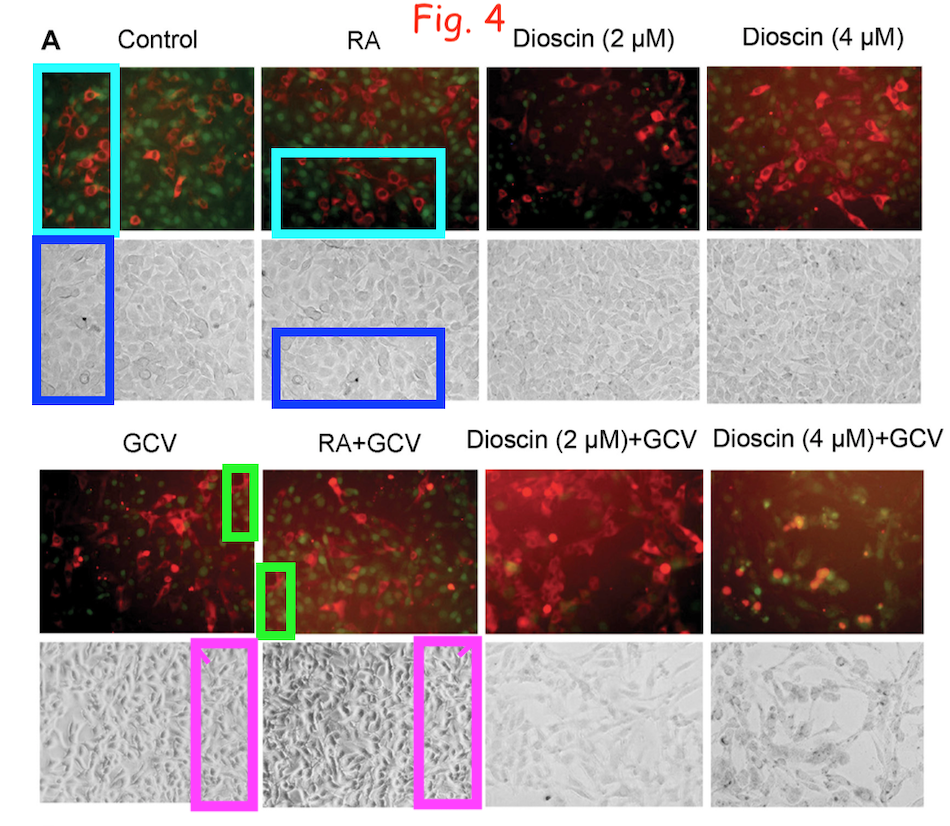 Fig. 4
A Control RA Dioscin (2 µM) Dioscin (4 µM)
GCV RA+GCV Dioscin (2 µM)+GCV Dioscin (4 µM)+GCV